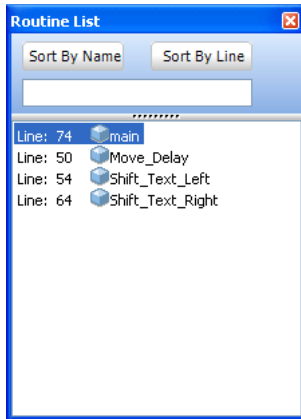 Routine List
Sort By Name Sort By Line
Line: 74 main
Line: 50 Move_Delay
Line: 54 Shift_Text_Left
Line: 64 Shift_Text_Right